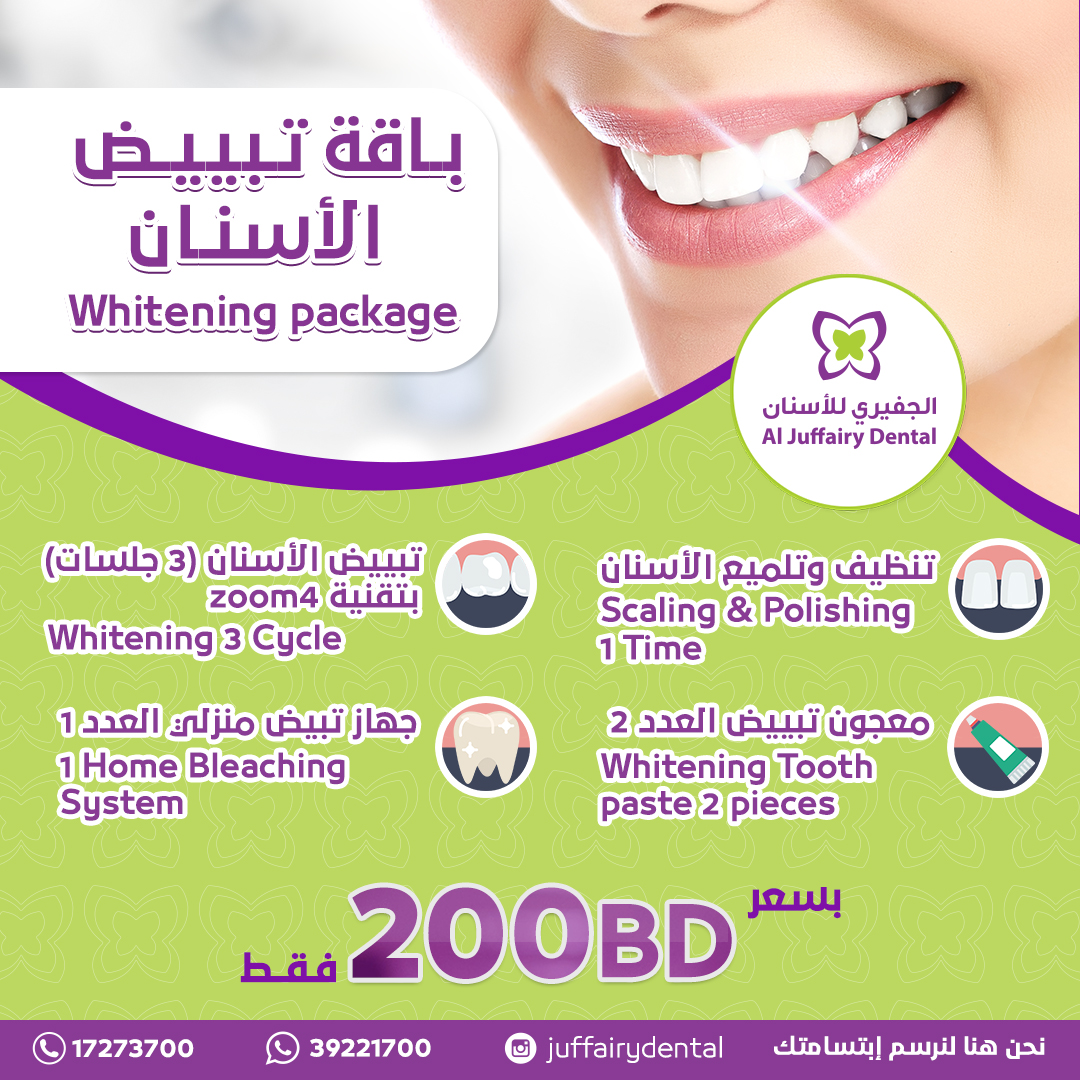 باقة تبييض
الأسنان
Whitening package
الجفيري للأسنان
Al Juffairy Dental
تنظيف وتلميع الأسنان
Scaling & Polishing
1 Time
تبييض الأسنان (3 جلسات)
بتقنية zoom4
Whitening 3 Cycle
معجون تبييض العدد 2
Whitening Tooth
paste 2 pieces
جهاز تبيض منزلي العدد 1
1 Home Bleaching
System
بسعر
200BD
فقط
نحن هنا لنرسم إبتسامتك
juffairydental
39221700
17273700